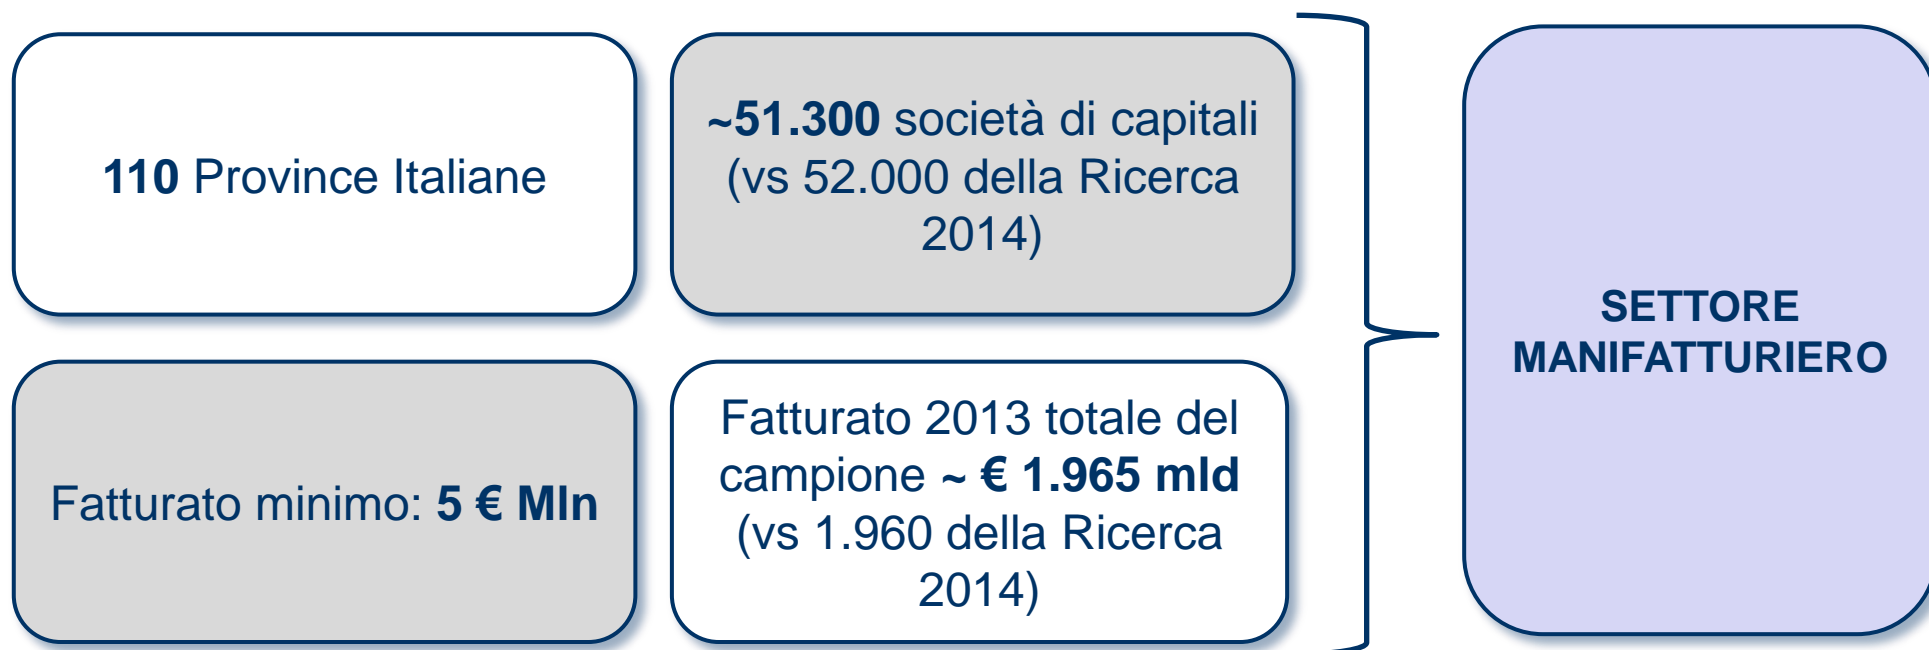 110 Province Italiane
~51.300 società di capitali
(vs 52.000 della Ricerca
2014)
Fatturato minimo: 5 € Mln
Fatturato 2013 totale del
campione ~ € 1.965 mld
(vs 1.960 della Ricerca
2014)
SETTORE
MANIFATTURIERO